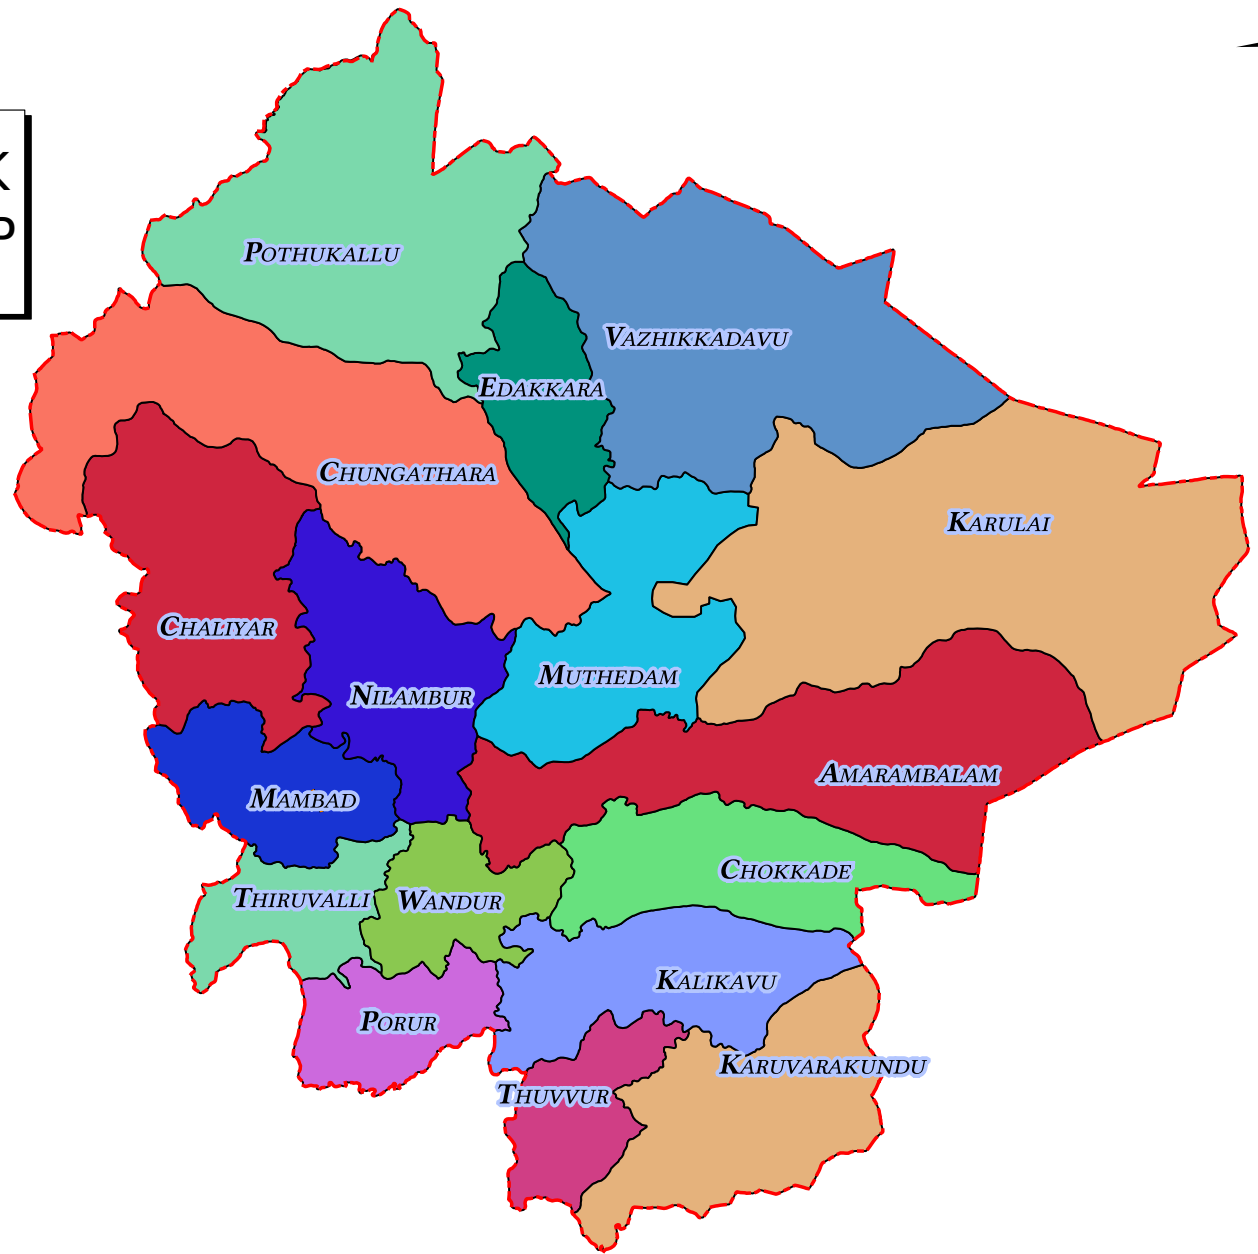 K
P
Pothukallu
Vazhikkadavu
Edakkara
Chungathara
Karulai
Chaliyar
Muthedam
Nilambur
Amarambalam
Mambad
Chokkade
Thiruvalli
Wandur
Kalikavu
Porur
Karuvarakundu
Thuvvur